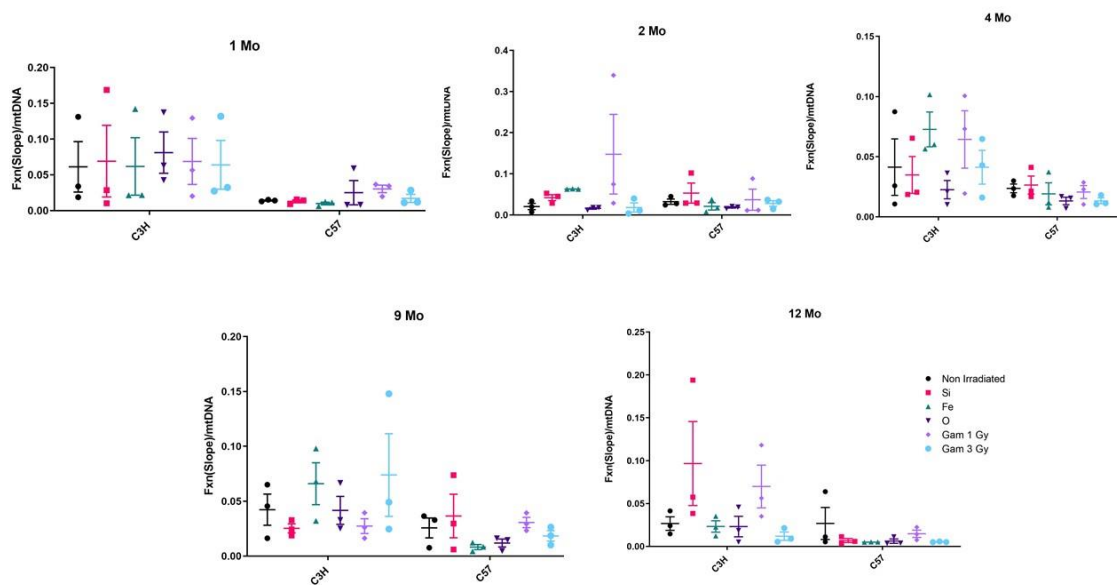 1 Mo
Fxn(Slope)/mtDNA
0.20
0.15
0.10
0.05
0.00
C3H
C57
2 Mo
Fxn(Slope)/mtDNA
0.4
0.3
0.2
0.1
0.0
C3H
C57
4 Mo
Fxn(Slope)/mtDNA
0.15
0.10
0.05
0.00
C3H
C57
9 Mo
Fxn(Slope)/mtDNA
0.20
0.15
0.10
0.05
0.00
C3H
C57
12 Mo
Fxn(Slope)/mtDNA
0.25
0.20
0.15
0.10
0.05
0.00
C3H
C57
Non Irradiated
Si
Fe
O
Gam 1 Gy
Gam 3 Gy